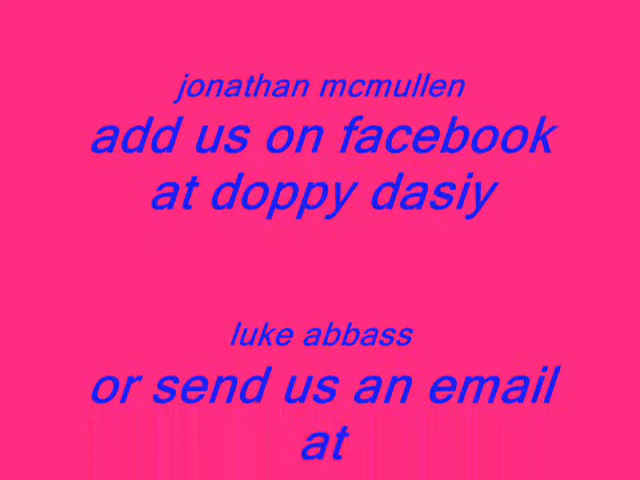 jonathan mcmullen
add us on facebook
at doppy dasiy
luke abbass
or send us an email
at